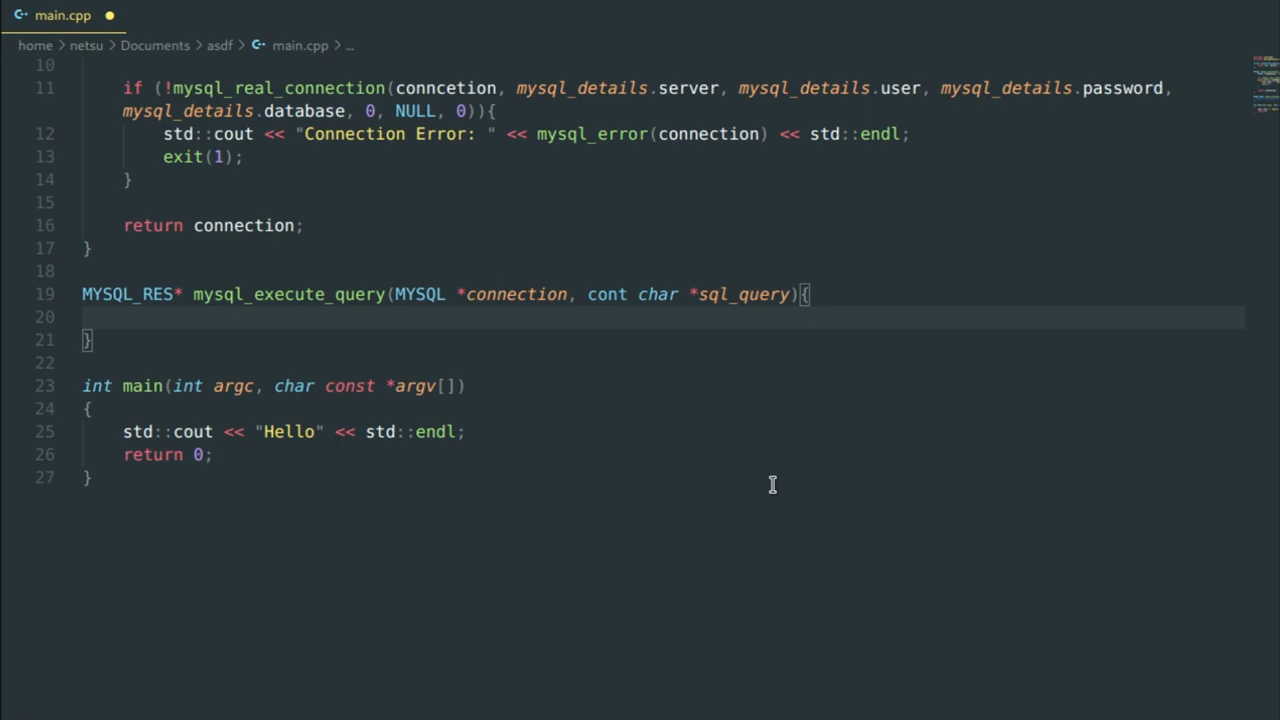 main.cpp
home > netsu > Documents > asdf > main.cpp > ...
10
11 if (!mysql_real_connection(conncetion, mysql_details.server, mysql_details.user, mysql_details.password,
mysql_details.database, 0, NULL, 0)){
12 std::cout << "Connection Error: " << mysql_error(connection) << std::endl;
13 exit(1);
14 }
15
16 return connection;
17 }
18
19 MYSQL_RES* mysql_execute_query(MYSQL *connection, cont char *sql_query){
20
21 }
22
23 int main(int argc, char const *argv[])
24 {
25 std::cout << "Hello" << std::endl;
26 return 0;
27 }